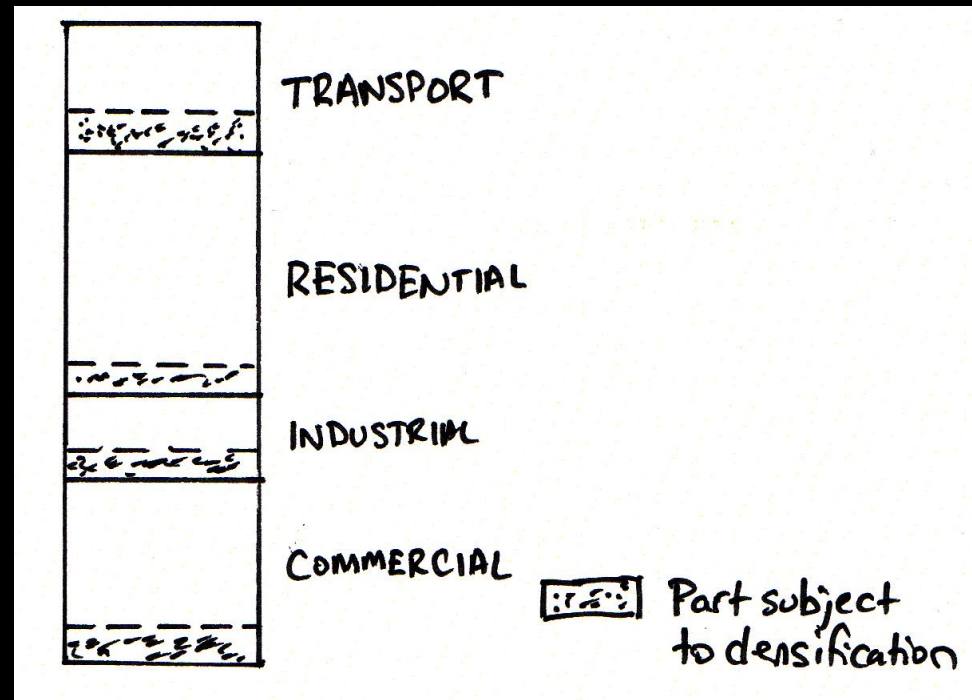 TRANSPORT
RESIDENTIAL
INDUSTRIAL
COMMERCIAL
Part subject
to densification